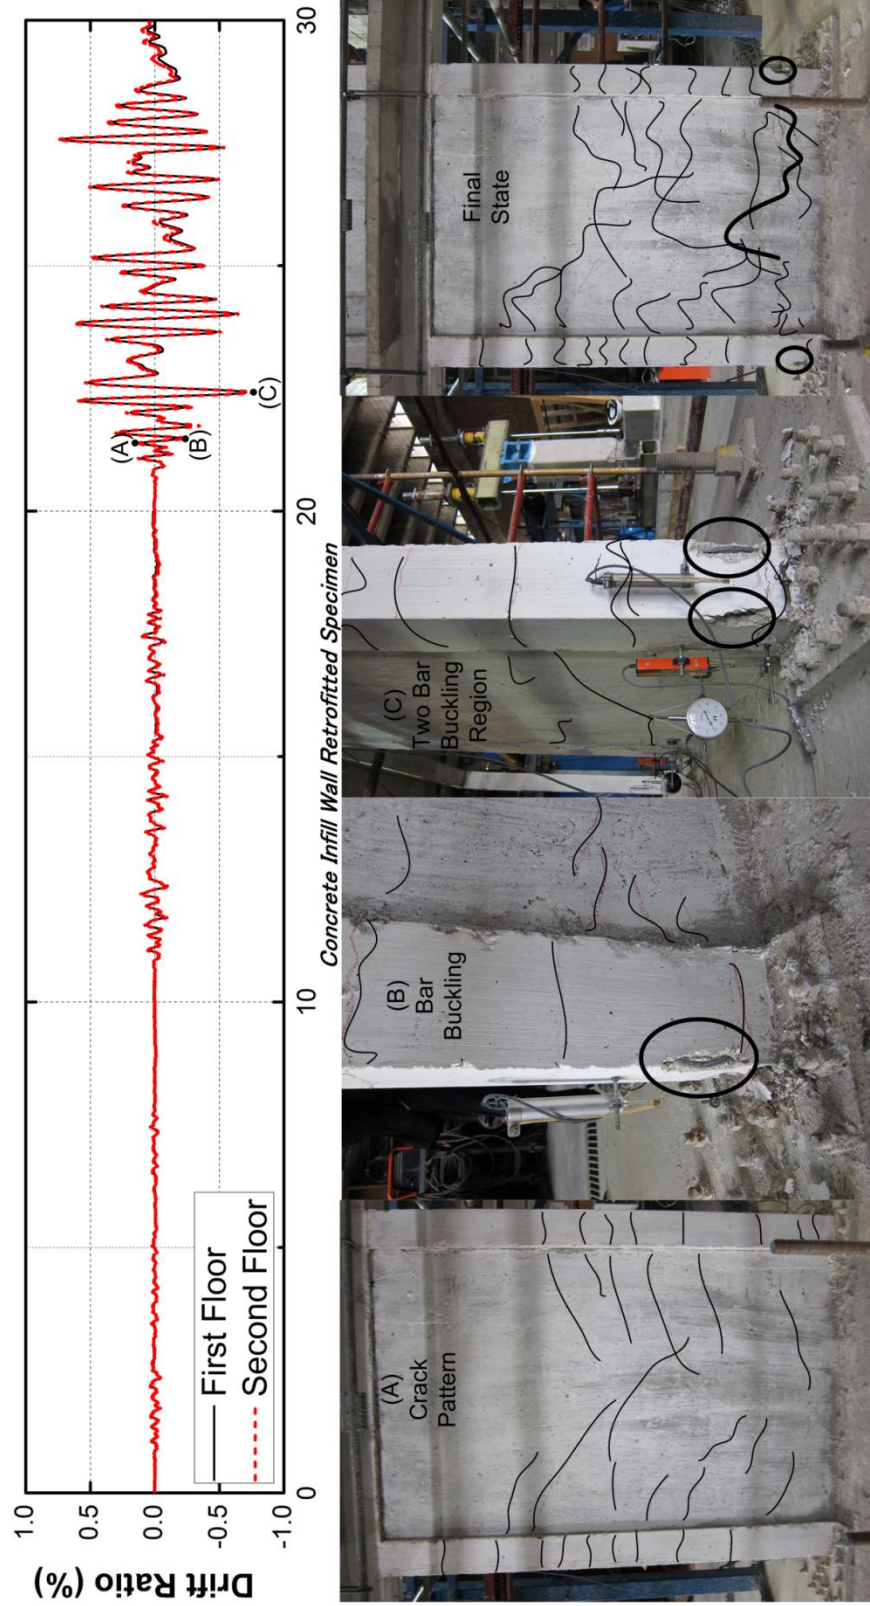 Drift Ratio (%)
1.0
0.5
0.0
-0.5
-1.0
First Floor
Second Floor
(A)
(B)
(C)
0
10
20
30
Concrete Infill Wall Retrofitted Specimen
(A)
Crack
Pattern
(B)
Bar
Buckling
(C)
Two Bar
Buckling
Region
Final
State